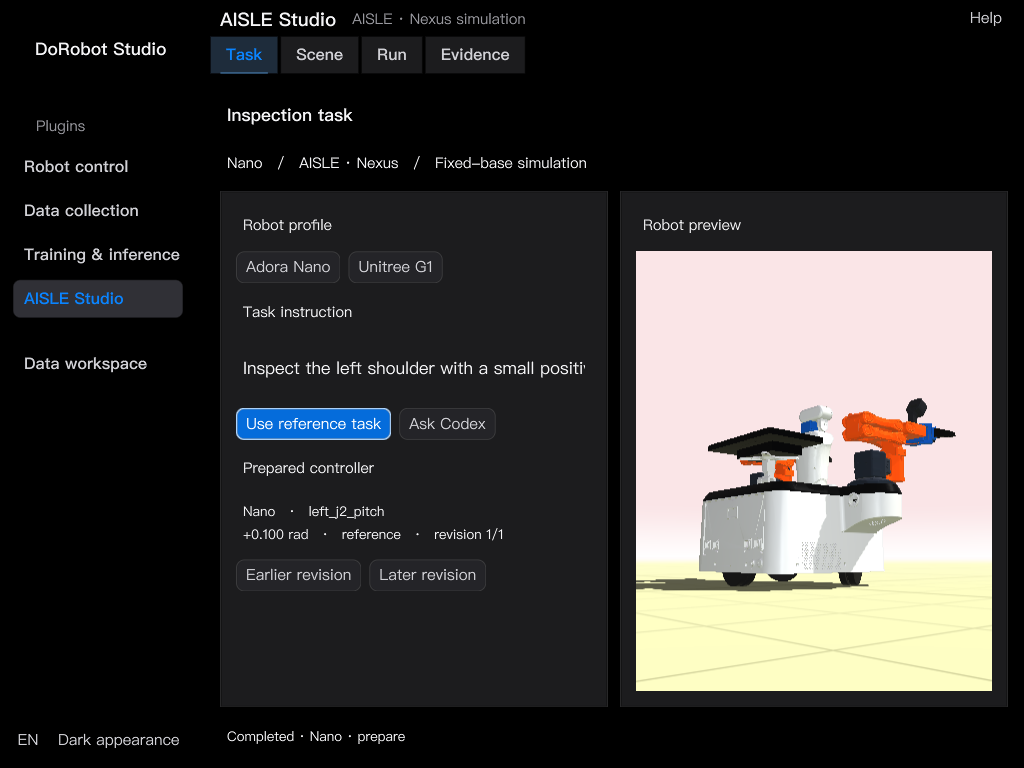 DoRobot Studio
Plugins
Robot control
Data collection
Training & inference
AISLE Studio
Data workspace
EN Dark appearance
AISLE Studio AISLE · Nexus simulation
Help
Task Scene Run Evidence
Inspection task
Nano / AISLE · Nexus / Fixed-base simulation
Robot profile
Adora Nano Unitree G1
Task instruction
Inspect the left shoulder with a small positi
Use reference task Ask Codex
Prepared controller
Nano · left_j2_pitch
+0.100 rad · reference · revision 1/1
Earlier revision Later revision
Robot preview
Completed · Nano · prepare